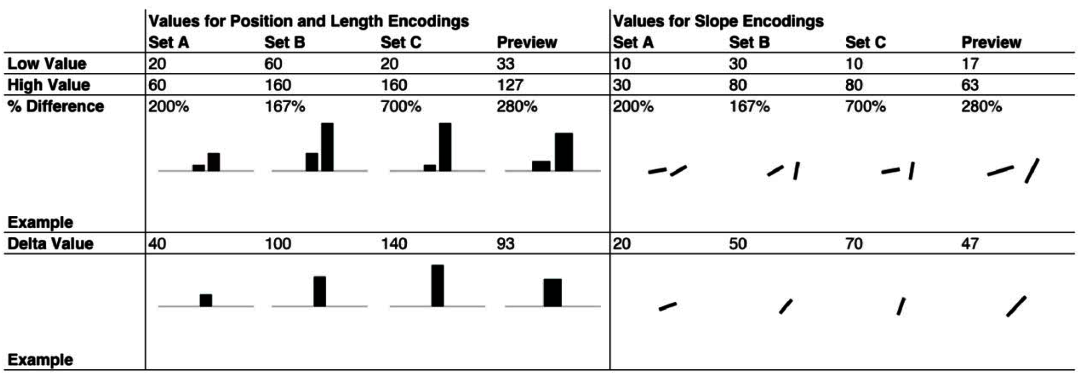 Values for Position and Length Encodings Values for Slope Encodings
Set A Set B Set C Preview Set A Set B Set C Preview
Low Value 20 60 20 33 10 30 10 17
High Value 60 160 160 127 30 80 80 63
% Difference 200% 167% 700% 280% 200% 167% 700% 280%
Example
Delta Value 40 100 140 93 20 50 70 47
Example